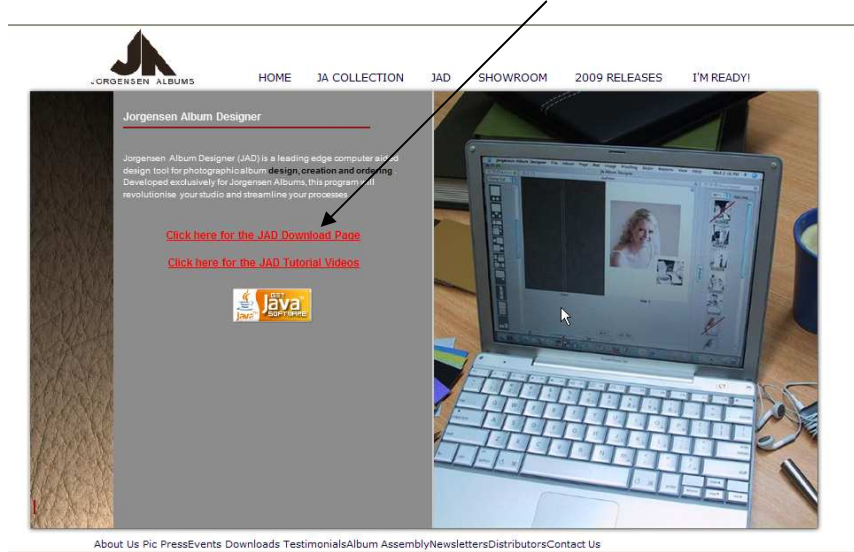 JORGENSEN ALBUMS
HOME JA COLLECTION JAD SHOWROOM 2009 RELEASES I'M READY!
Jorgensen Album Designer
Jorgensen Album Designer (JAD) is a leading edge computer aided
design tool for photographic album design, creation and ordering .
Developed exclusively for Jorgensen Albums, this program will
revolutionise your studio and streamline your processes.
Click here for the JAD Download Page
Click here for the JAD Tutorial Videos
GET
Java
SOFTWARE
Java
About Us Pic PressEvents Downloads TestimonialsAlbum AssemblyNewslettersDistributorsContact Us